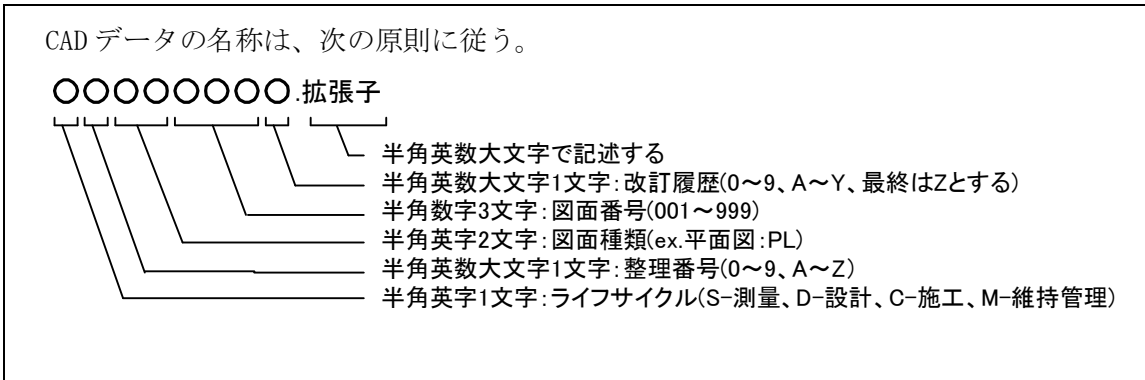 CADデータの名称は、次の原則に従う。
○○○○○○○○.拡張子
半角英数大文字で記述する
半角英数大文字1文字:改訂履歴(0～9、A～Y、最終はZとする)
半角数字3文字:図面番号(001～999)
半角英字2文字:図面種類(ex.平面図:PL)
半角英数大文字1文字:整理番号(0～9、A～Z)
半角英字1文字:ライフサイクル(S-測量、D-設計、C-施工、M-維持管理)